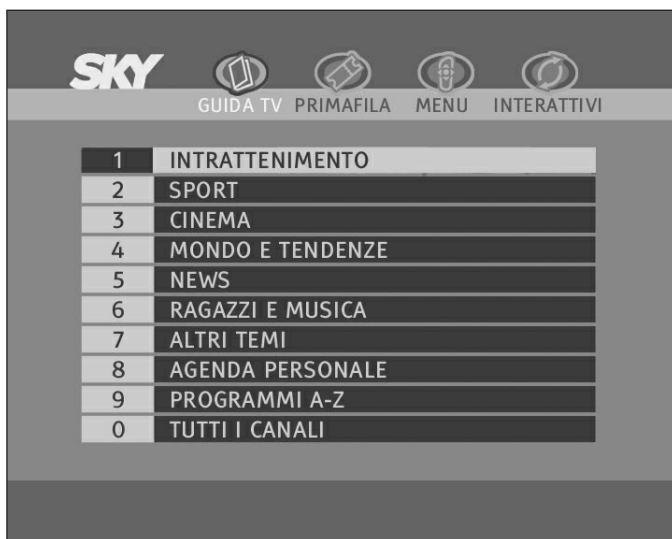 SKY
GUIDA TV PRIMAFILA MENU INTERATTIVI
1 INTRATTENIMENTO
2 SPORT
3 CINEMA
4 MONDO E TENDENZE
5 NEWS
6 RAGAZZI E MUSICA
7 ALTRI TEMI
8 AGENDA PERSONALE
9 PROGRAMMI A-Z
0 TUTTI I CANALI